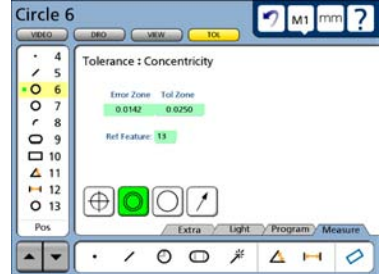 Circle 6
M1 mm ?
VIDEO DRO VIEW TOL
4
5
6
7
8
9
10
11
12
13
Pos
Tolerance : Concentricity
Error Zone Tol Zone
0.0142 0.0250
Ref Feature: 13
Extra Light Program Measure